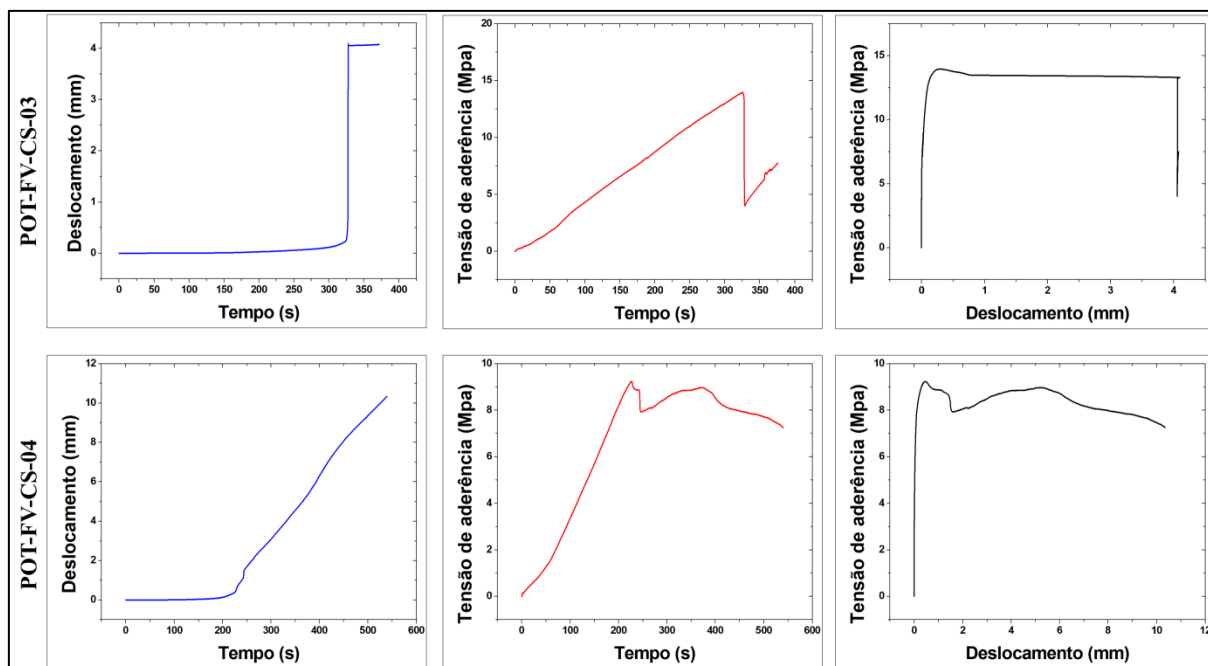 POT-FV-CS-03
Deslocamento (mm)
4
3
2
1
0
0 50 100 150 200 250 300 350 400
Tempo (s)
Tensão de aderência (Mpa)
20
15
10
5
0
0 50 100 150 200 250 300 350 400
Tempo (s)
Tensão de aderência (Mpa)
15
10
5
0
0 1 2 3 4
Deslocamento (mm)
POT-FV-CS-04
Deslocamento (mm)
12
10
8
6
4
2
0
0 100 200 300 400 500 600
Tempo (s)
Tensão de aderência (Mpa)
10
8
6
4
2
0
0 100 200 300 400 500 600
Tempo (s)
Tensão de aderência (Mpa)
10
8
6
4
2
0
0 2 4 6 8 10 12
Deslocamento (mm)